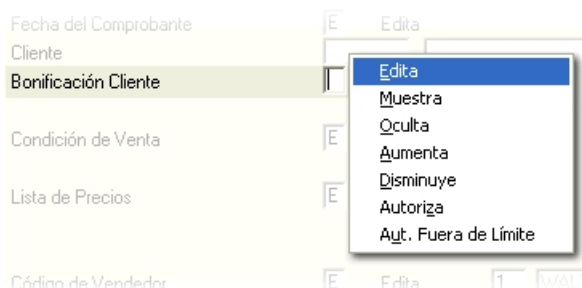 Fecha del Comprobante E Edita
Cliente
Bonificación Cliente
Edita
Muestra
Oculta
Aumenta
Disminuye
Autoriza
Aut. Fuera de Límite
Condición de Venta E
Lista de Precios E
Código de Vendedor E Edita 1 WAL